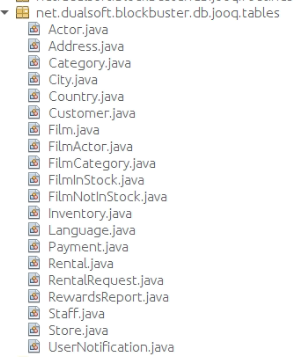 net.dualsoft.blockbuster.db.jooq.tables
Actor.java
Address.java
Category.java
City.java
Country.java
Customer.java
Film.java
FilmActor.java
FilmCategory.java
FilmInStock.java
FilmNotInStock.java
Inventory.java
Language.java
Payment.java
Rental.java
RentalRequest.java
RewardsReport.java
Staff.java
Store.java
UserNotification.java